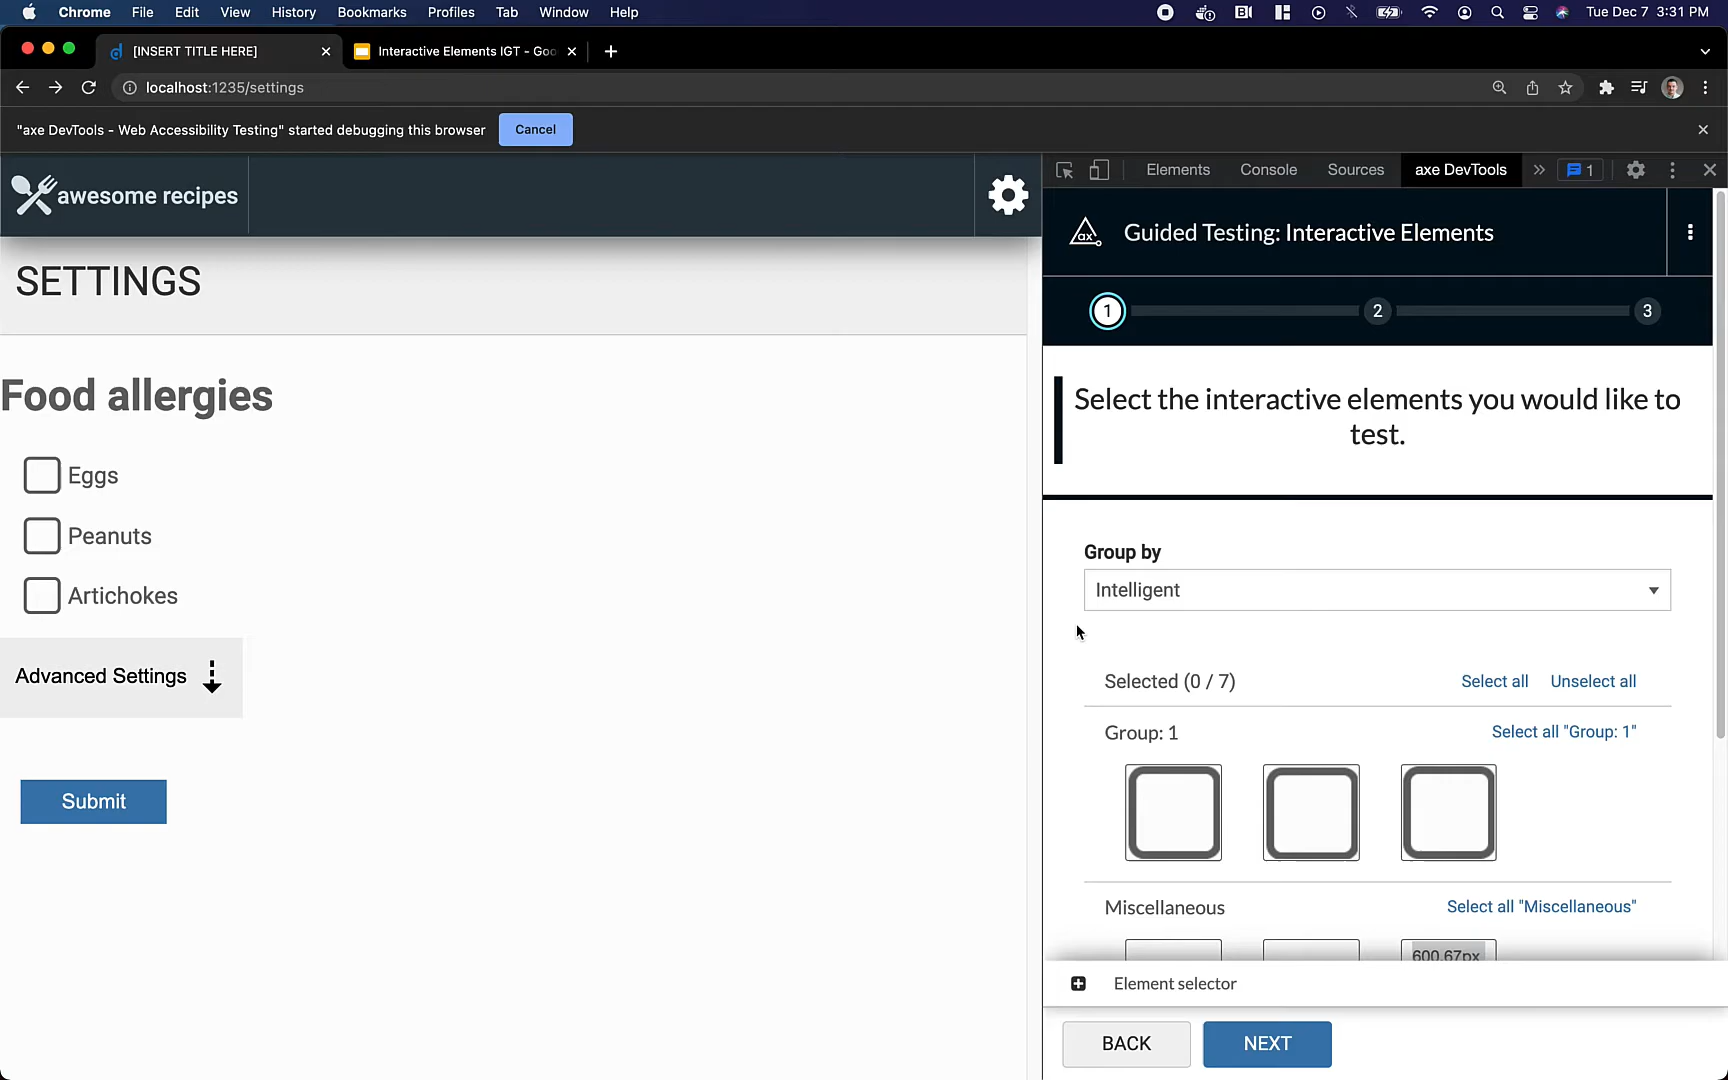 Chrome File Edit View History Bookmarks Profiles Tab Window Help Tue Dec 7 3:31 PM
[INSERT TITLE HERE] Interactive Elements IGT - Goo
localhost:1235/settings
"axe DevTools - Web Accessibility Testing" started debugging this browser Cancel
awesome recipes
SETTINGS
Food allergies
Eggs
Peanuts
Artichokes
Advanced Settings
Submit
Elements Console Sources axe DevTools 1
ax Guided Testing: Interactive Elements
1 2 3
Select the interactive elements you would like to
test.
Group by
Intelligent
Selected (0 / 7) Select all Unselect all
Group: 1 Select all "Group: 1"
Miscellaneous Select all "Miscellaneous"
600.67px
Element selector
BACK NEXT